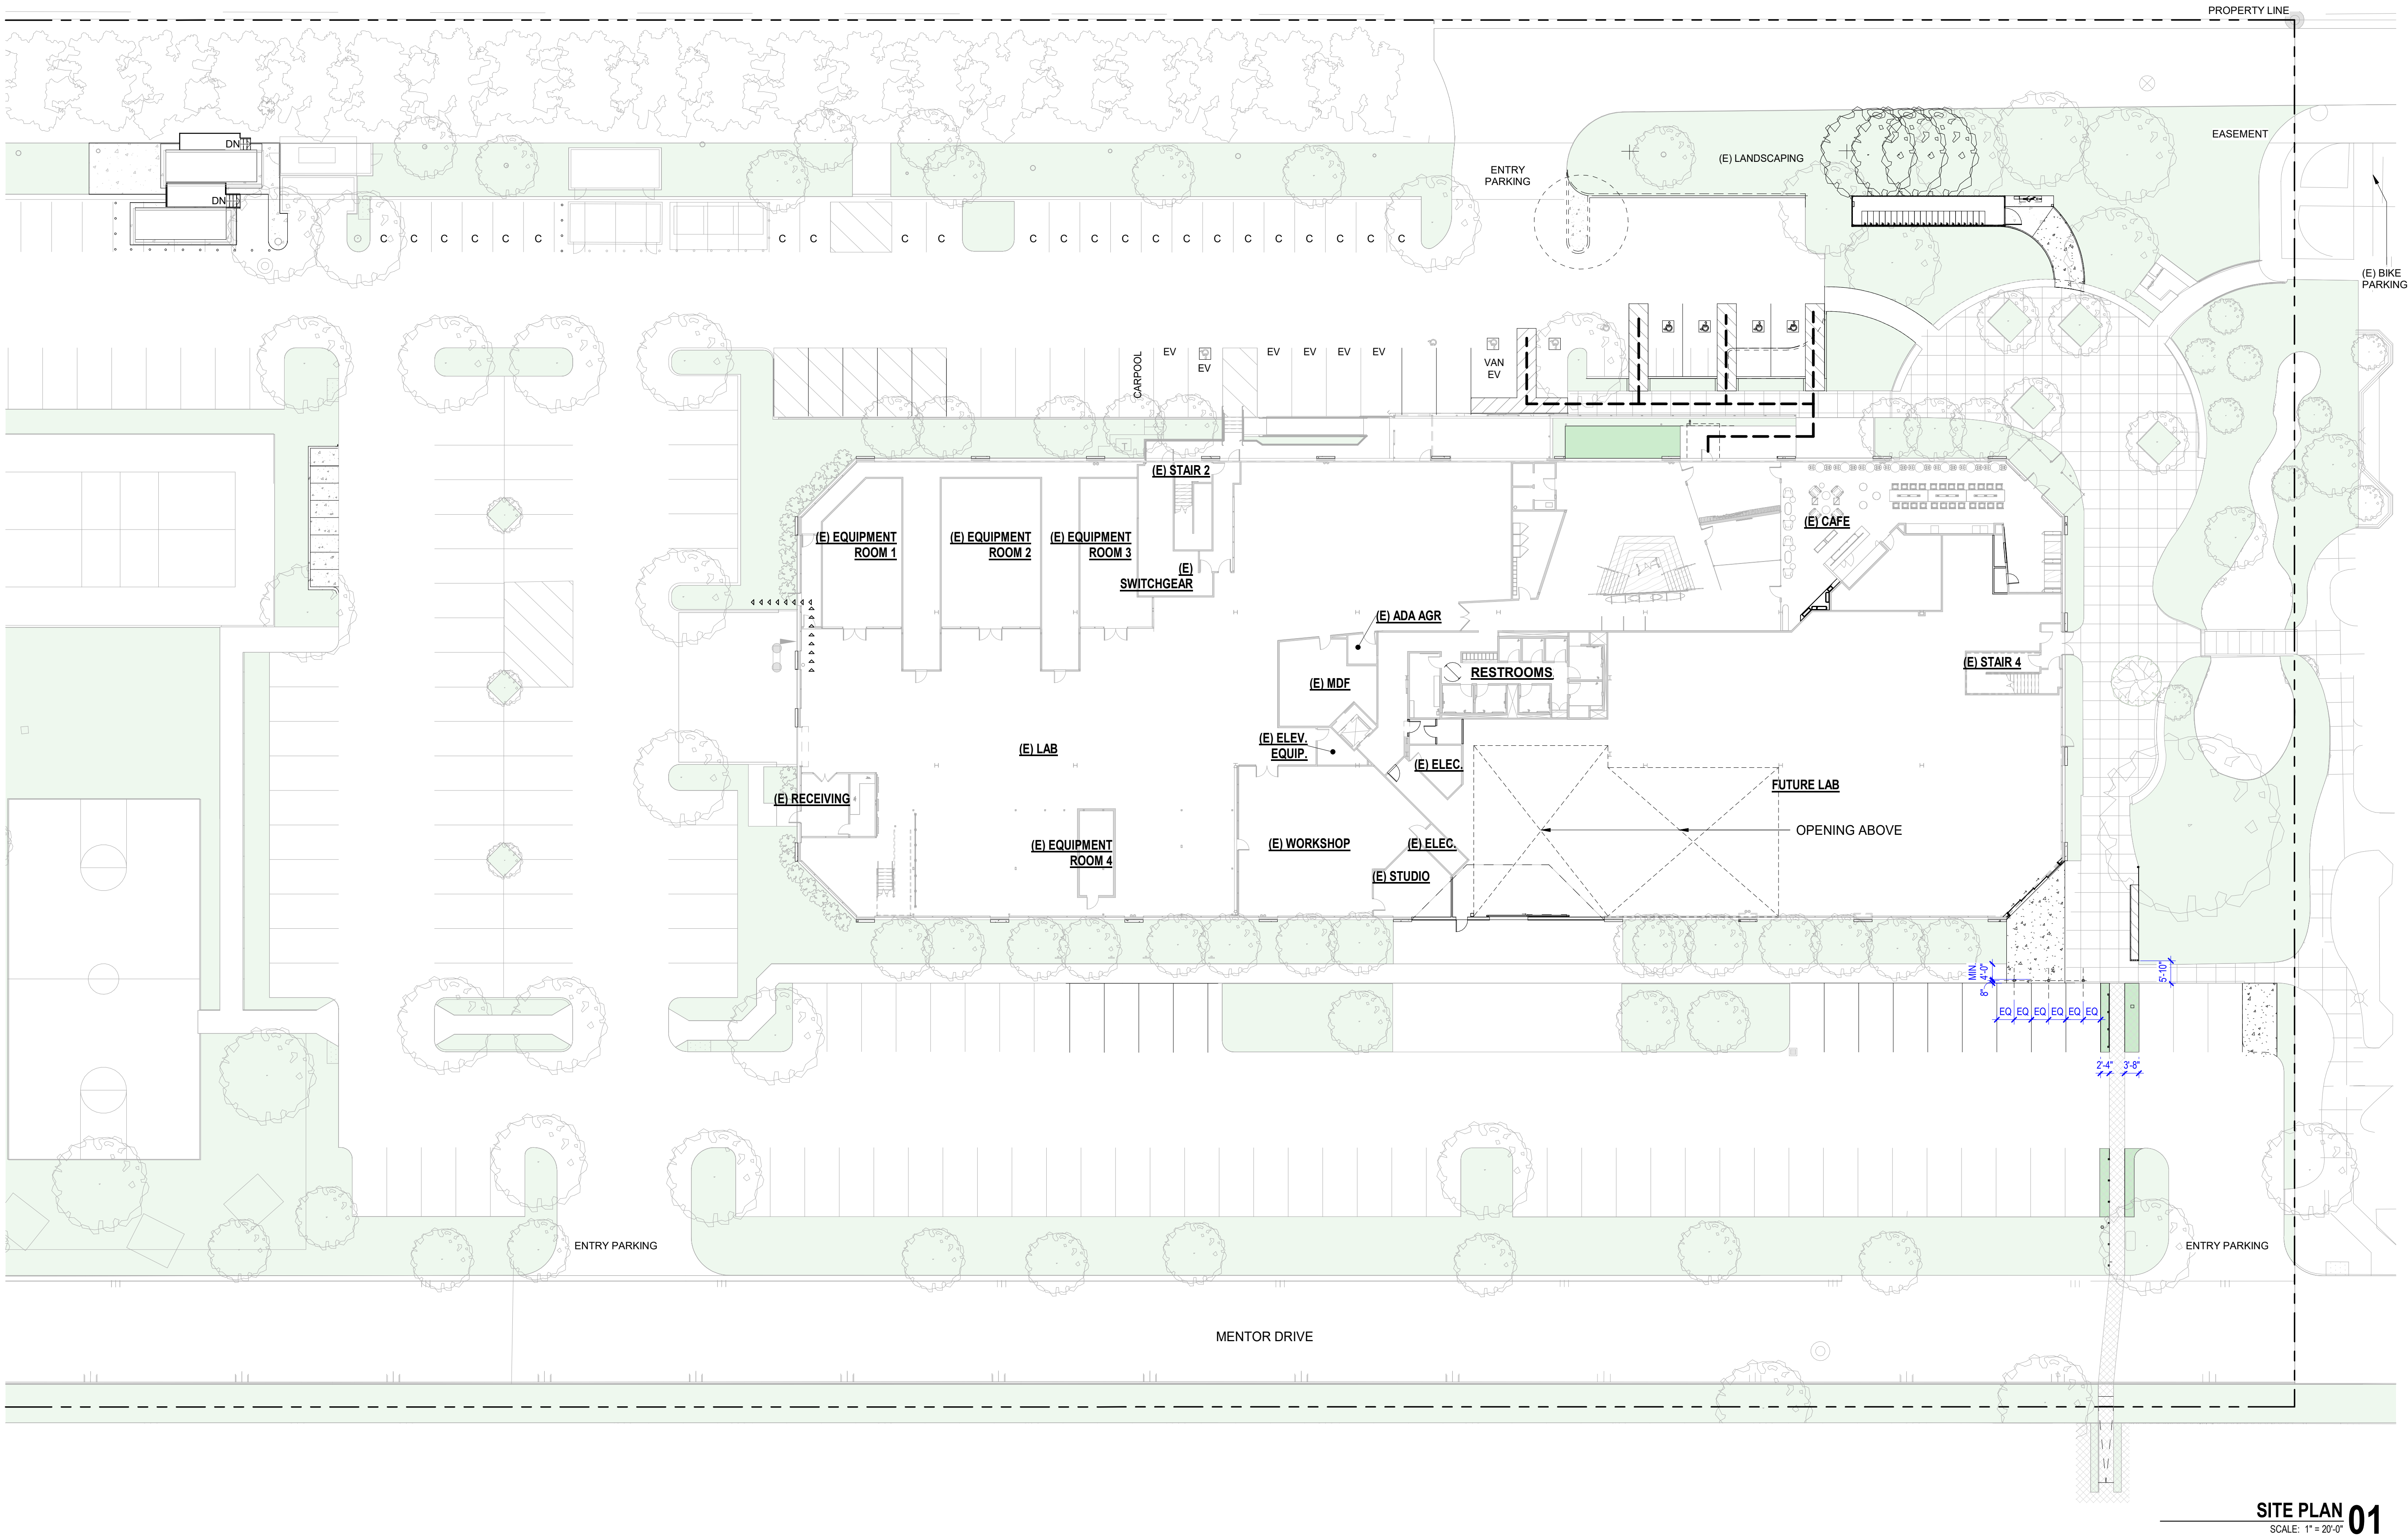 PROPERTY LINE
EASEMENT
DN
(E) LANDSCAPING
ENTRY
PARKING
DN
C C C C C C C C C C C C C C C C C C C C C C C
(E) BIKE
PARKING
CARPOOL
EV
EV
EV
EV
EV
EV
VAN
EV
(E) STAIR 2
(E) EQUIPMENT
ROOM 1
(E) EQUIPMENT
ROOM 2
(E) EQUIPMENT
ROOM 3
(E)
SWITCHGEAR
(E) CAFE
(E) ADA AGR
(E) MDF
RESTROOMS
(E) STAIR 4
(E) LAB
(E) ELEV.
EQUIP.
(E) ELEC.
FUTURE LAB
(E) RECEIVING
OPENING ABOVE
(E) EQUIPMENT
ROOM 4
(E) WORKSHOP
(E) ELEC.
(E) STUDIO
MIN.
4'-0"
8"
5'-10"
EQ EQ EQ EQ EQ EQ
2'-4"
3'-8"
ENTRY PARKING
ENTRY PARKING
MENTOR DRIVE
SITE PLAN 01
SCALE: 1" = 20'-0"